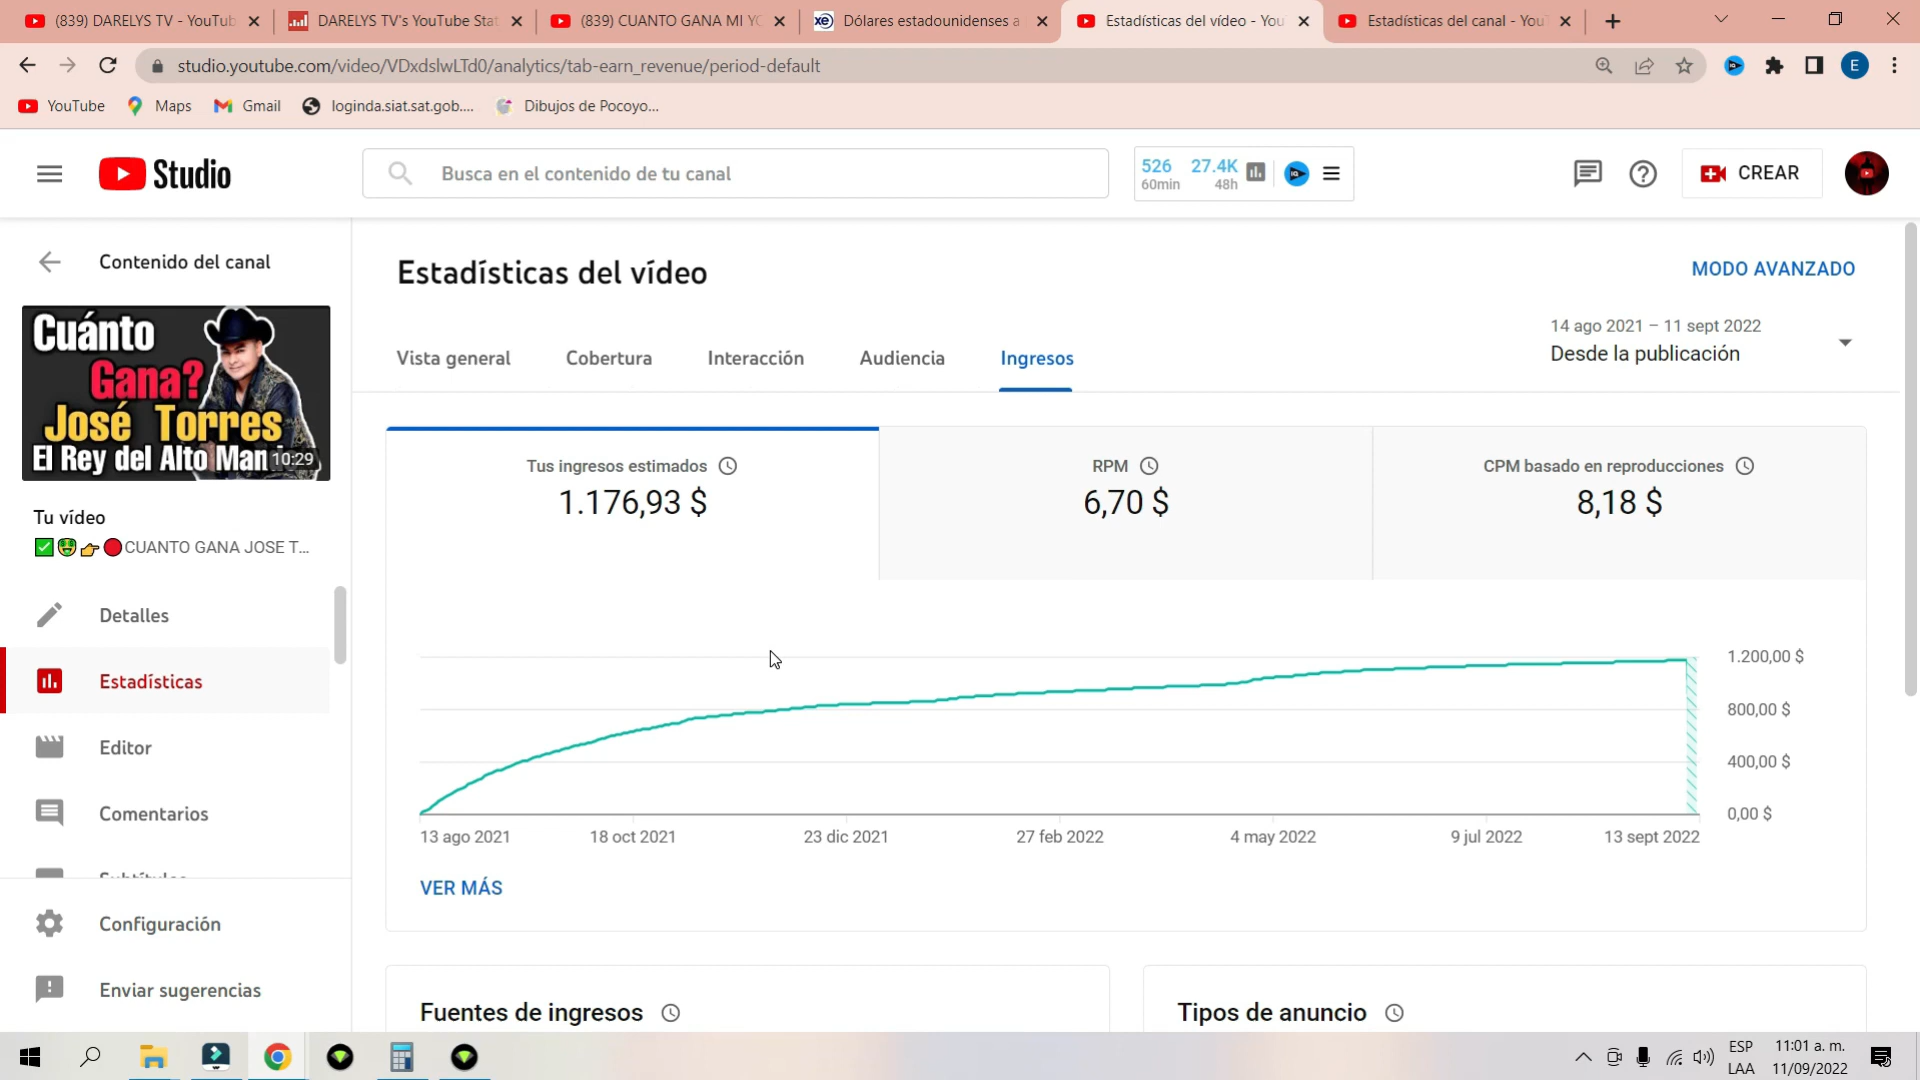 (839) DARELYS TV - YouTub
DARELYS TV's YouTube Stat
(839) CUANTO GANA MI YO
Dólares estadounidenses a
Estadísticas del vídeo - You
Estadísticas del canal - YouT
studio.youtube.com/video/VDxdslwLTd0/analytics/tab-earn_revenue/period-default
E
YouTube
Maps
Gmail
loginda.siat.sat.gob....
Dibujos de Pocoyo...
Studio
Busca en el contenido de tu canal
526
60min
27.4K
48h
CREAR
Contenido del canal
Cuánto
Gana?
José Torres
El Rey del Alto Man
10:29
Tu vídeo
CUANTO GANA JOSE T...
Detalles
Estadísticas
Editor
Comentarios
Configuración
Enviar sugerencias
Estadísticas del vídeo
MODO AVANZADO
Vista general
Cobertura
Interacción
Audiencia
Ingresos
14 ago 2021 – 11 sept 2022
Desde la publicación
Tus ingresos estimados
1.176,93 $
RPM
6,70 $
CPM basado en reproducciones
8,18 $
1.200,00 $
800,00 $
400,00 $
0,00 $
13 ago 2021
18 oct 2021
23 dic 2021
27 feb 2022
4 may 2022
9 jul 2022
13 sept 2022
VER MÁS
Fuentes de ingresos
Tipos de anuncio
ESP
LAA
11:01 a. m.
11/09/2022